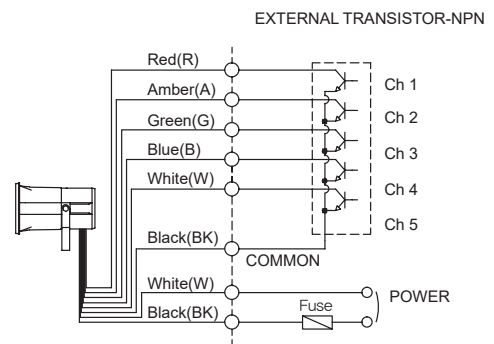 EXTERNAL TRANSISTOR-NPN
Red(R)
Ch 1
Amber(A)
Ch 2
Green(G)
Ch 3
Blue(B)
Ch 4
White(W)
Ch 5
Black(BK)
COMMON
White(W)
POWER
Black(BK)
Fuse